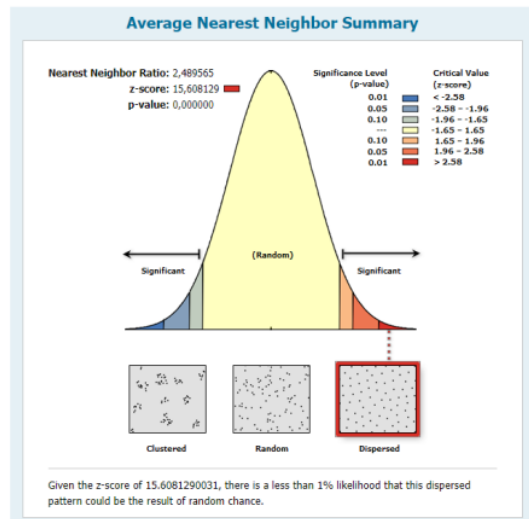 Average Nearest Neighbor Summary
Nearest Neighbor Ratio: 2,489565
z-score: 15,608129
p-value: 0,000000
Significance Level
(p-value)
Critical Value
(z-score)
0.01 < -2.58
0.05 -2.58 - -1.96
0.10 -1.96 - -1.65
--- -1.65 - 1.65
0.10 1.65 - 1.96
0.05 1.96 - 2.58
0.01 > 2.58
Significant
(Random)
Significant
Clustered
Random
Dispersed
Given the z-score of 15.6081290031, there is a less than 1% likelihood that this dispersed
pattern could be the result of random chance.